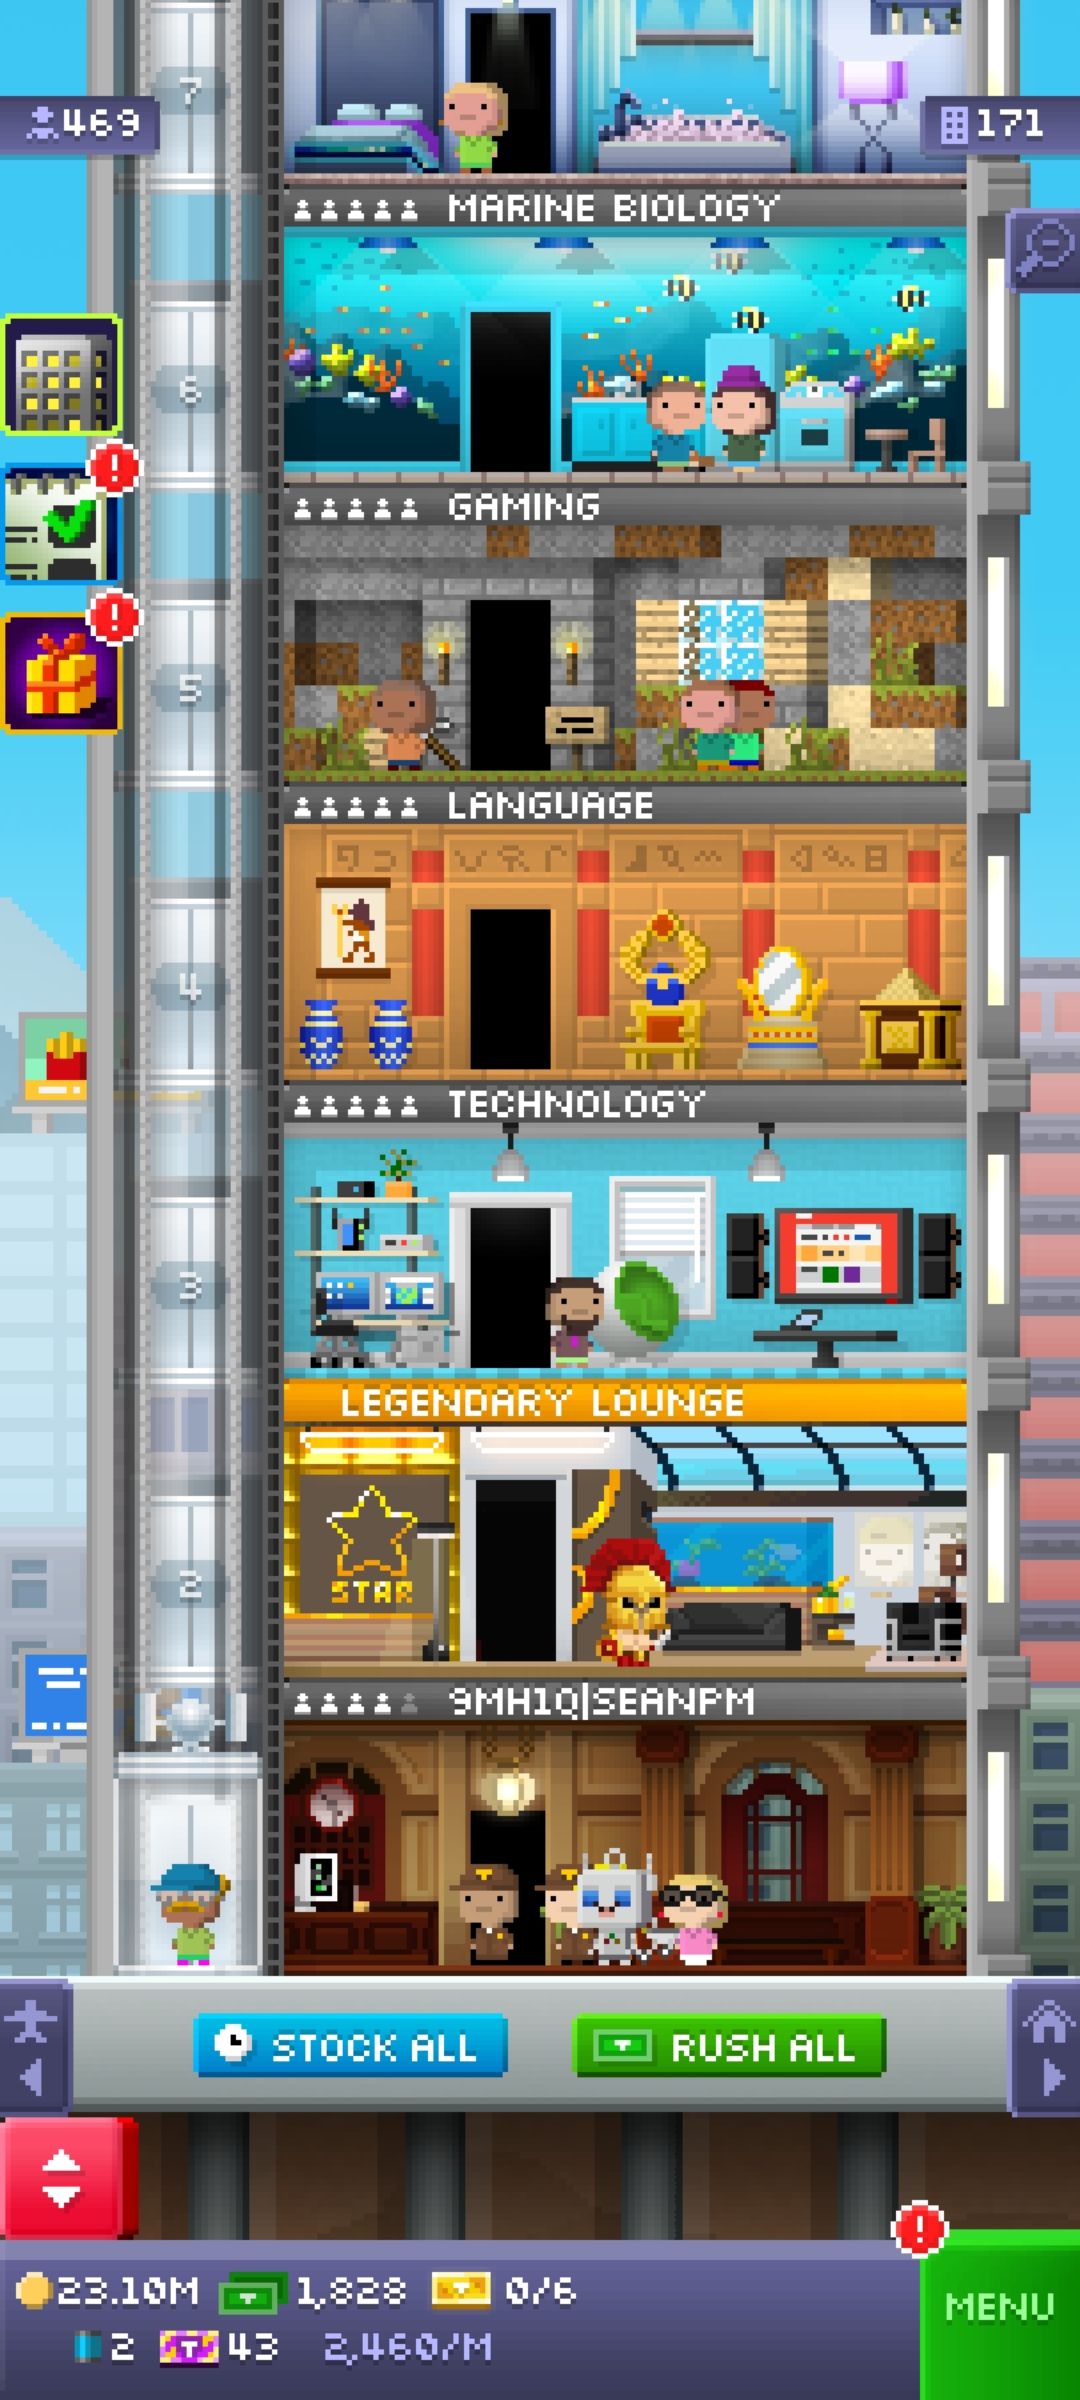 7
469
171
MARINE BIOLOGY
6
GAMING
5
LANGUAGE
4
TECHNOLOGY
3
LEGENDARY LOUNGE
STAR
2
9MH1Q|SEANPM
STOCK ALL
RUSH ALL
23.10M 1,828 0/6
2 43 2,460/M
MENU